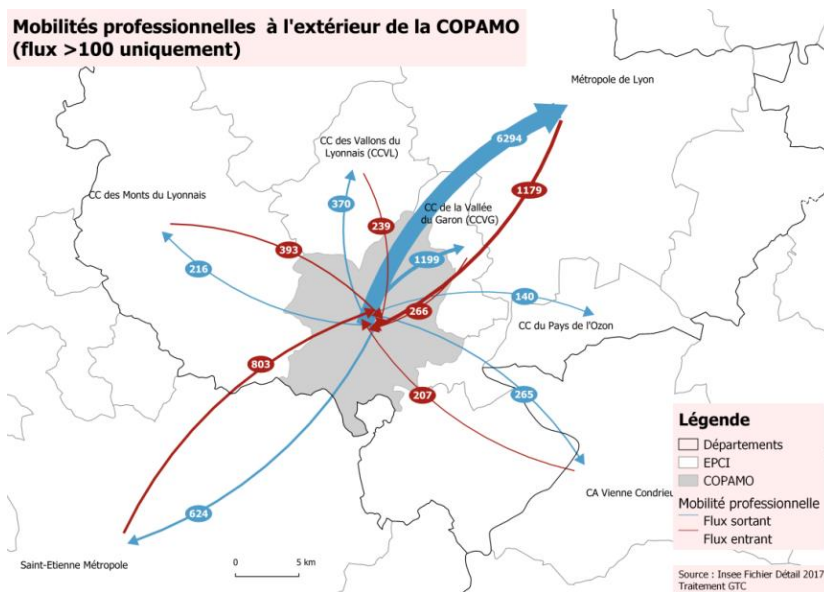 Mobilités professionnelles à l'extérieur de la COPAMO
(flux >100 uniquement)
Métropole de Lyon
6294
CC des Vallons du
Lyonnais (CCVL)
1179
CC des Monts du Lyonnais
370
CC de la Vallée
du Garon (CCVG)
239
393
1199
216
140
266
CC du Pays de l'Ozon
803
265
207
CA Vienne Condrieu
624
Saint-Etienne Métropole
0
5 km
Légende
Départements
EPCI
COPAMO
Mobilité professionnelle
Flux sortant
Flux entrant
Source : Insee Fichier Détail 2017
Traitement GTC